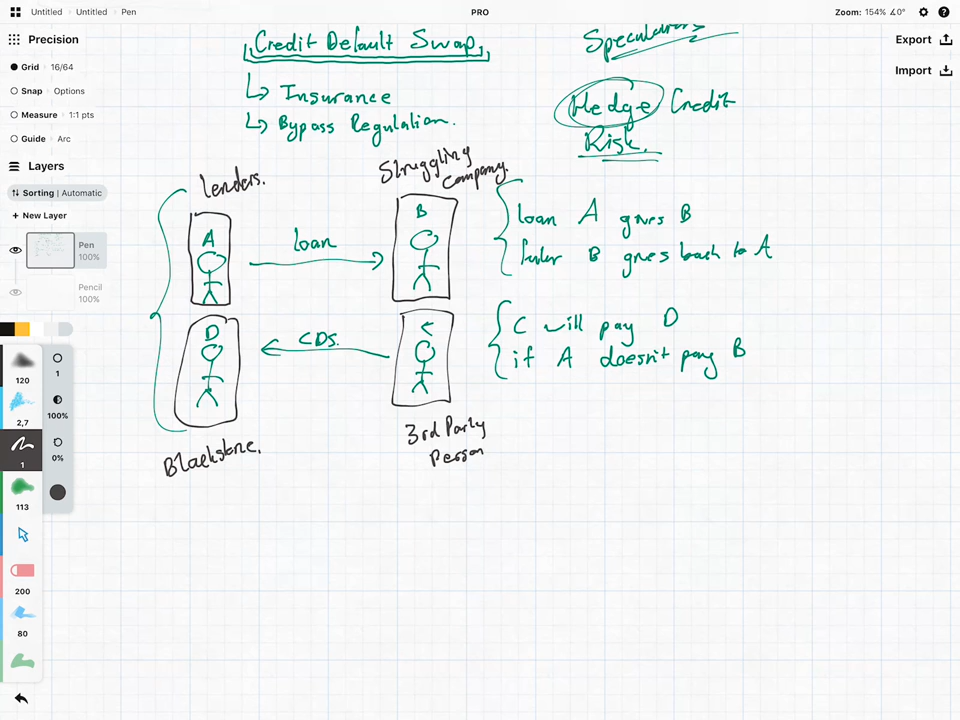 Untitled > Untitled > Pen
PRO
Zoom: 154% ∠0°
Precision
Export
Import
Grid | 16/64
Snap | Options
Measure | 1:1 pts
Guide | Arc
Layers
Sorting | Automatic
New Layer
Pen
100%
Pencil
100%
120
2,7
1
113
200
80
1
100%
0%
Credit Default Swap
Insurance
Bypass Regulation.
Speculators
Hedge Credit
Risk.
Lenders.
Struggling
Company.
A
loan
B
loan A gives B
B gives back to A
D
CDS.
C
C will pay D
if A doesn't pay B
Blackstone.
3rd Party
Person